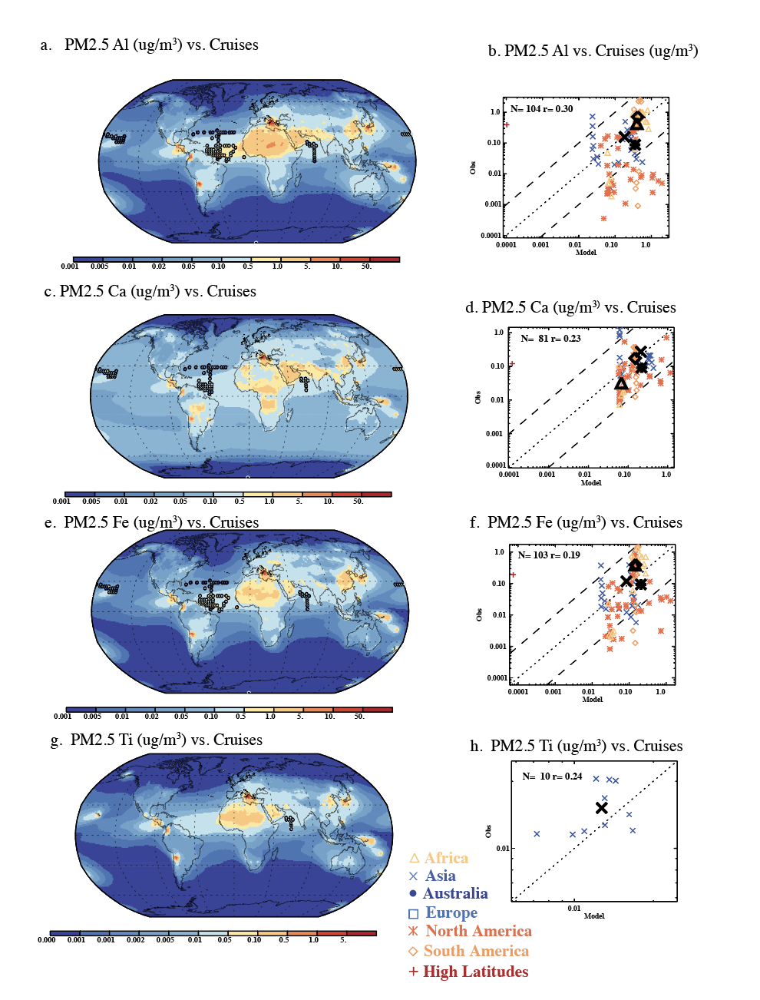 a. PM2.5 Al (ug/m³) vs. Cruises
b. PM2.5 Al vs. Cruises (ug/m³)
N= 104 r= 0.30
1.0
0.10
0.01
0.001
0.0001
Obs
0.0001 0.001 0.01 0.10 1.0
Model
0.001 0.005 0.01 0.02 0.05 0.10 0.5 1.0 5. 10. 50.
c. PM2.5 Ca (ug/m³) vs. Cruises
d. PM2.5 Ca (ug/m³⁾ vs. Cruises
N= 81 r= 0.23
1.0
0.10
0.01
0.001
0.0001
Obs
0.0001 0.001 0.01 0.10 1.0
Model
0.001 0.005 0.01 0.02 0.05 0.10 0.5 1.0 5. 10. 50.
e. PM2.5 Fe (ug/m³) vs. Cruises
f. PM2.5 Fe (ug/m³) vs. Cruises
N= 103 r= 0.19
1.0
0.10
0.01
0.001
0.0001
Obs
0.0001 0.001 0.01 0.10 1.0
Model
0.001 0.005 0.01 0.02 0.05 0.10 0.5 1.0 5. 10. 50.
g. PM2.5 Ti (ug/m³) vs. Cruises
h. PM2.5 Ti (ug/m³) vs. Cruises
N= 10 r= 0.24
0.01
Obs
0.01
Model
0.000 0.001 0.001 0.002 0.005 0.01 0.05 0.10 0.5 1.0 5.
Africa
Asia
Australia
Europe
North America
South America
High Latitudes